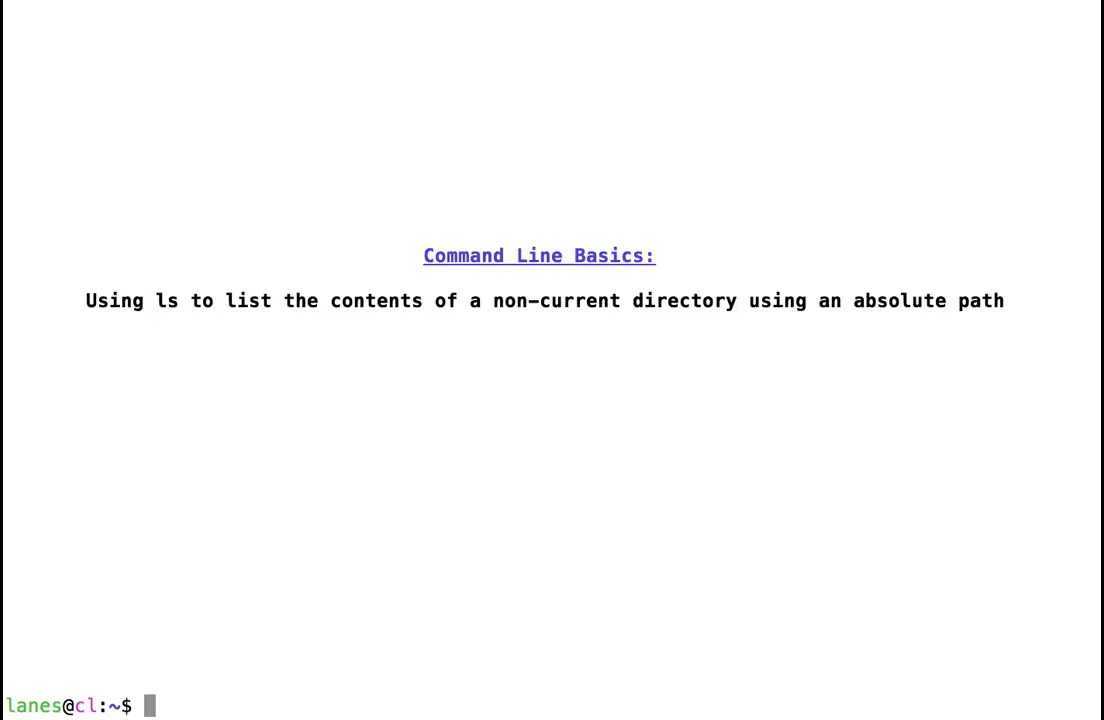 Command Line Basics:
Using ls to list the contents of a non-current directory using an absolute path
lanes@cl:~$